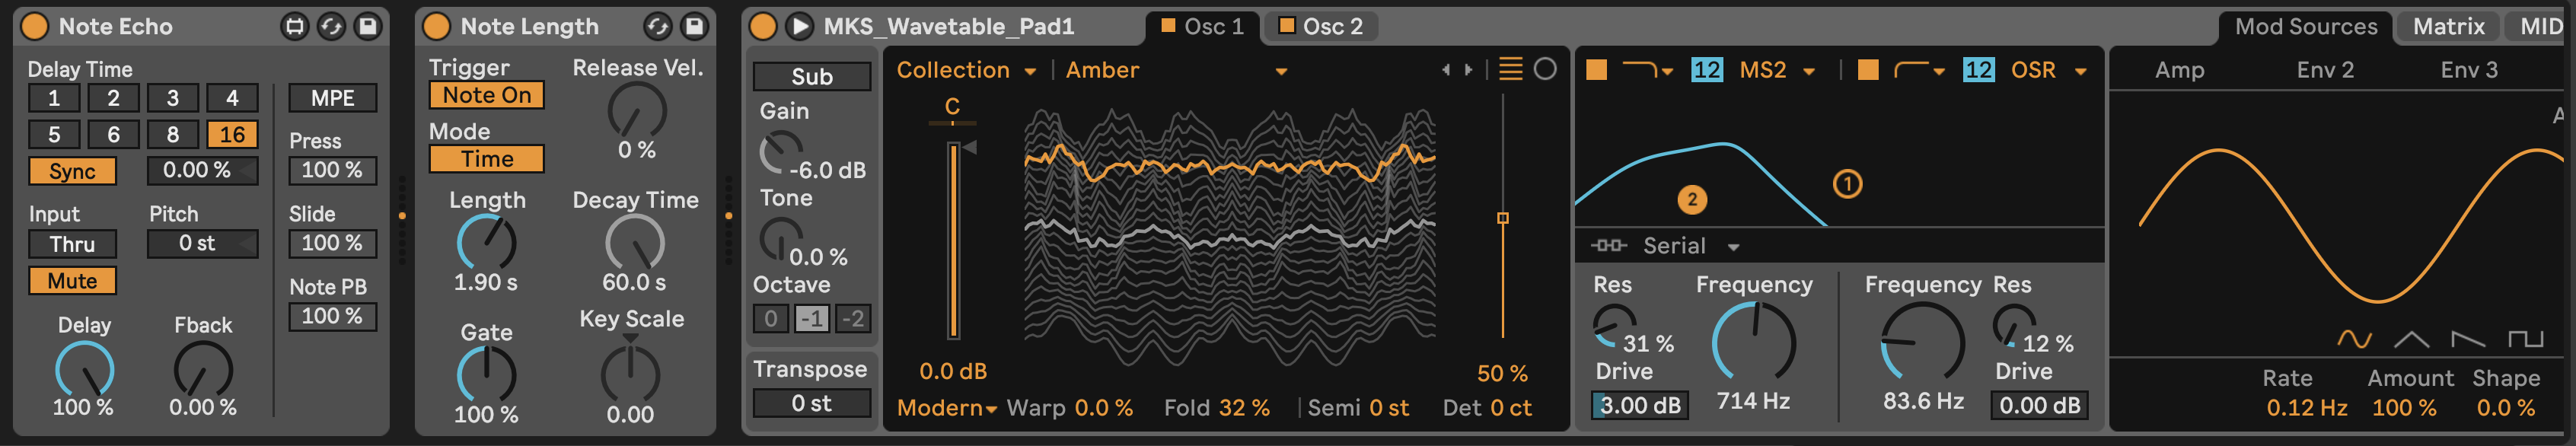 Note Echo
Delay Time
1 2 3 4
5 6 8 16
Sync 0.00 %
Input Pitch
Thru 0 st
Mute
Delay Fback
100 % 0.00 %
MPE
Press
100 %
Slide
100 %
Note PB
100 %
Note Length
Trigger
Note On
Mode
Time
Release Vel.
0 %
Length Decay Time
1.90 s 60.0 s
Gate Key Scale
100 % 0.00
MKS_Wavetable_Pad1 Osc 1 Osc 2
Sub
Gain
-6.0 dB
Tone
0.0 %
Octave
0 -1 -2
Transpose
0 st
Collection Amber
C
0.0 dB 50 %
Modern Warp 0.0 % Fold 32 % Semi 0 st Det 0 ct
12 MS2 12 OSR
2 1
Serial
Res Frequency Frequency Res
31 % 12 %
Drive Drive
3.00 dB 714 Hz 83.6 Hz 0.00 dB
Mod Sources Matrix MID
Amp Env 2 Env 3
A
Rate Amount Shape
0.12 Hz 100 % 0.0 %